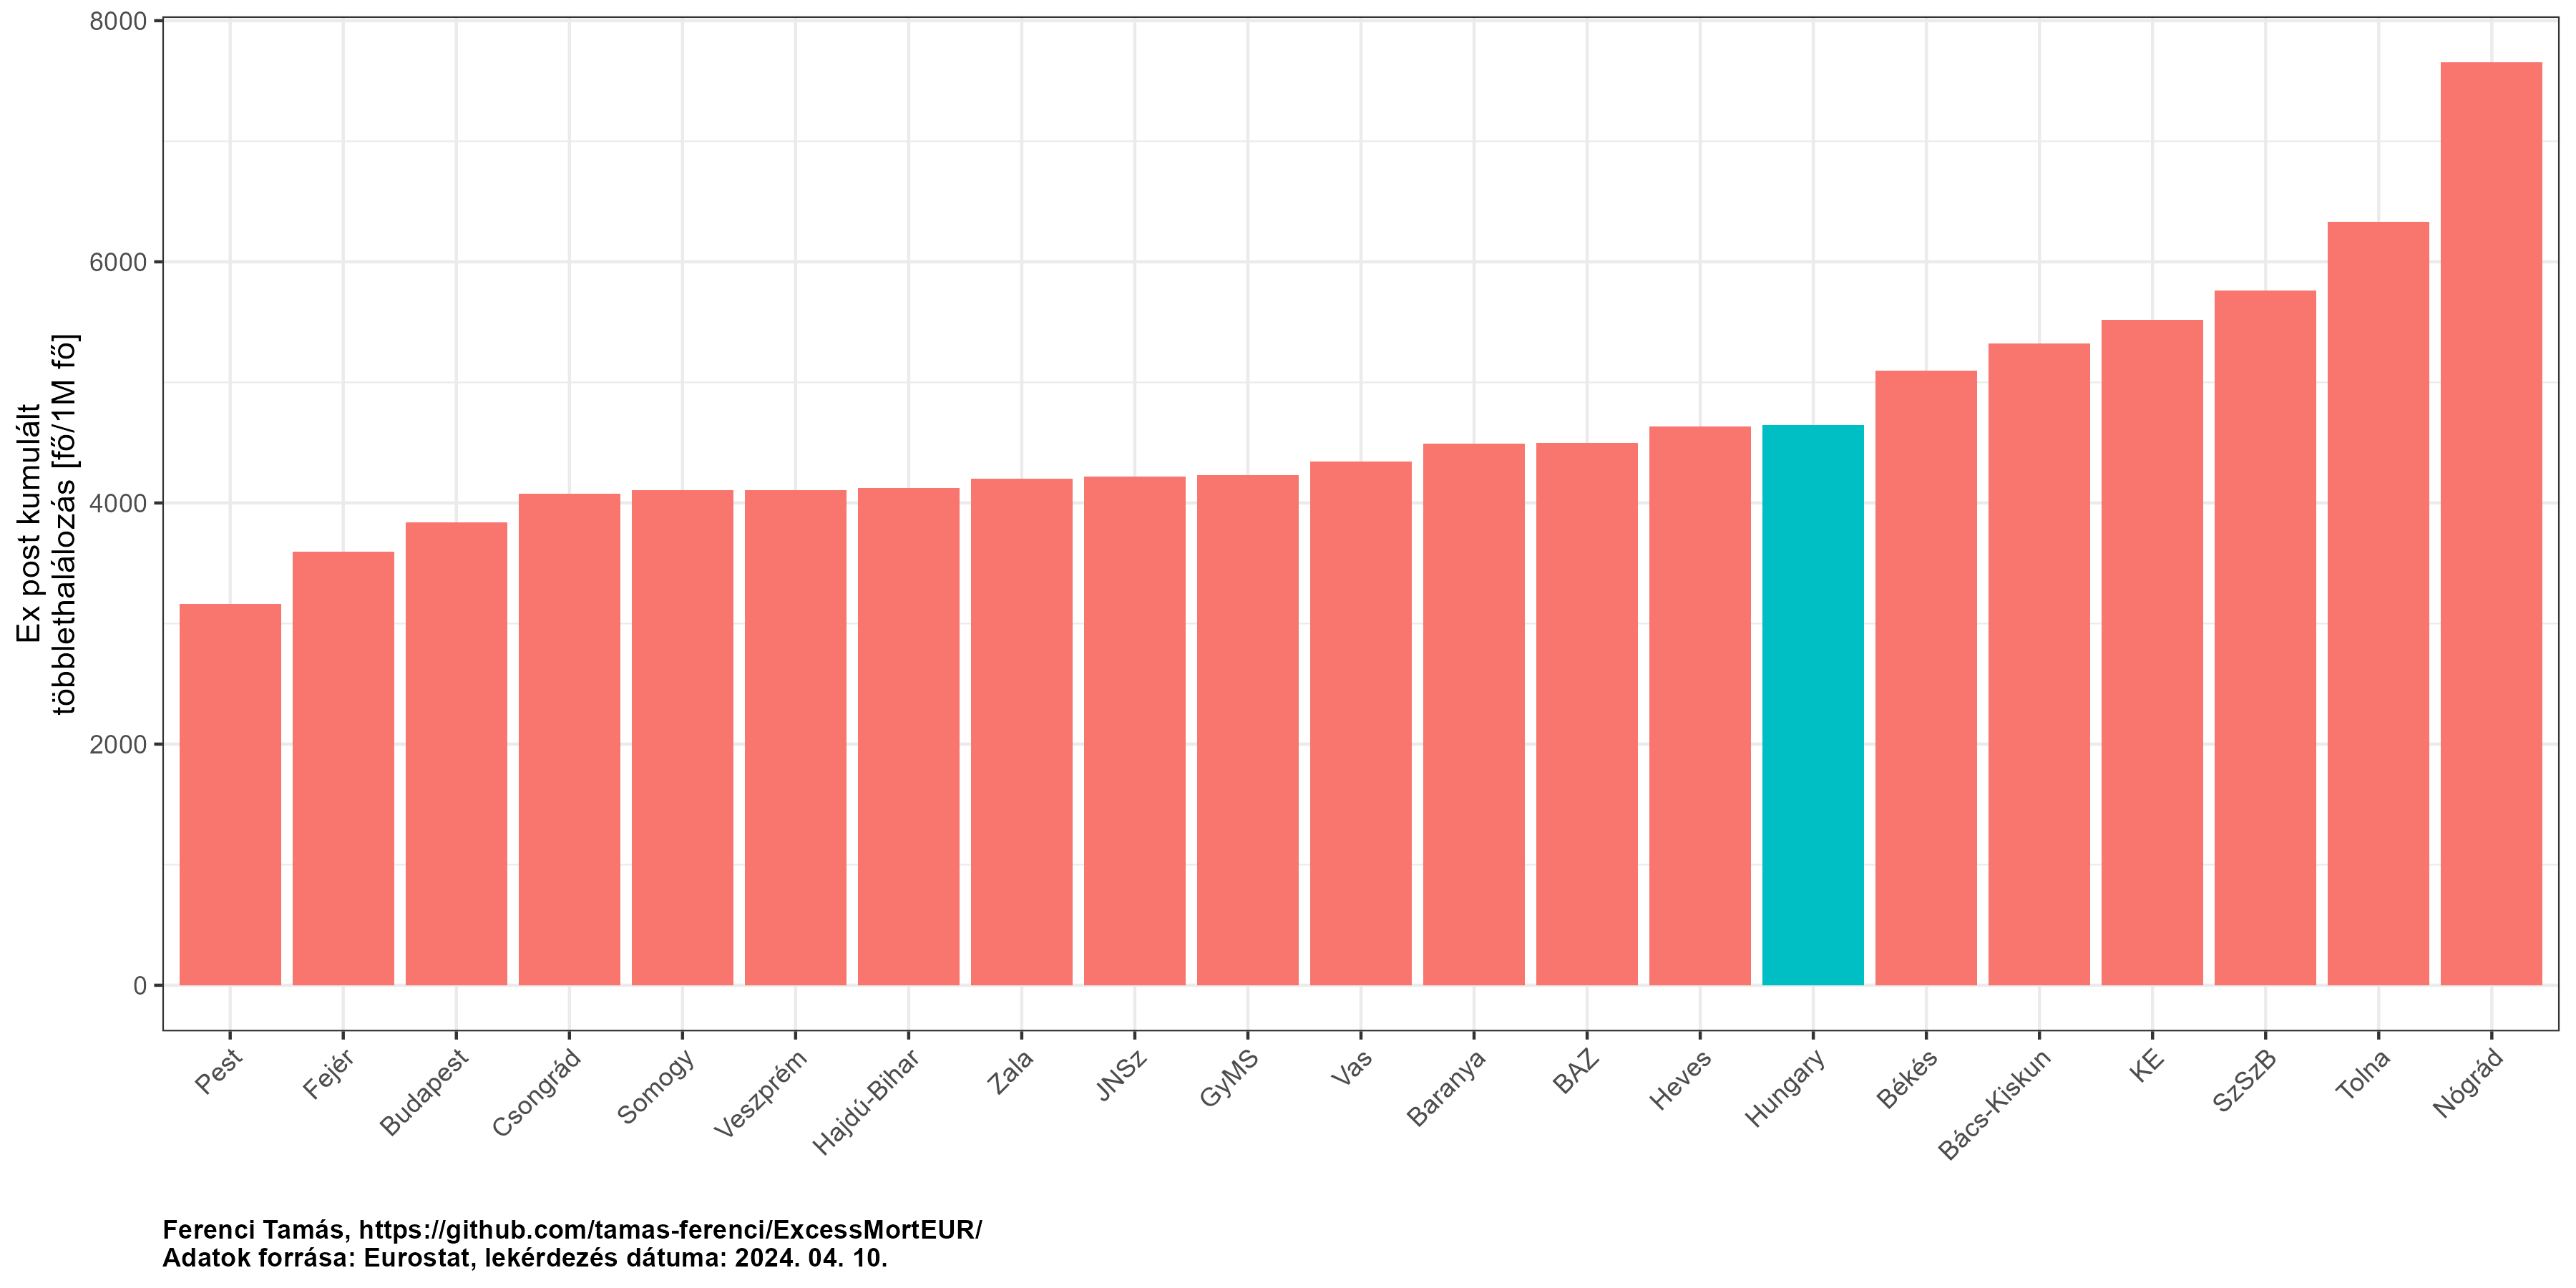 Ex post kumulált
többlethalálozás [fő/1M fő]
8000
6000
4000
2000
0
Pest
Fejér
Budapest
Csongrád
Somogy
Veszprém
Hajdú-Bihar
Zala
JNSz
GyMS
Vas
Baranya
BAZ
Heves
Hungary
Békés
Bács-Kiskun
KE
SzSzB
Tolna
Nógrád
Ferenci Tamás, https://github.com/tamas-ferenci/ExcessMortEUR/
Adatok forrása: Eurostat, lekérdezés dátuma: 2024. 04. 10.